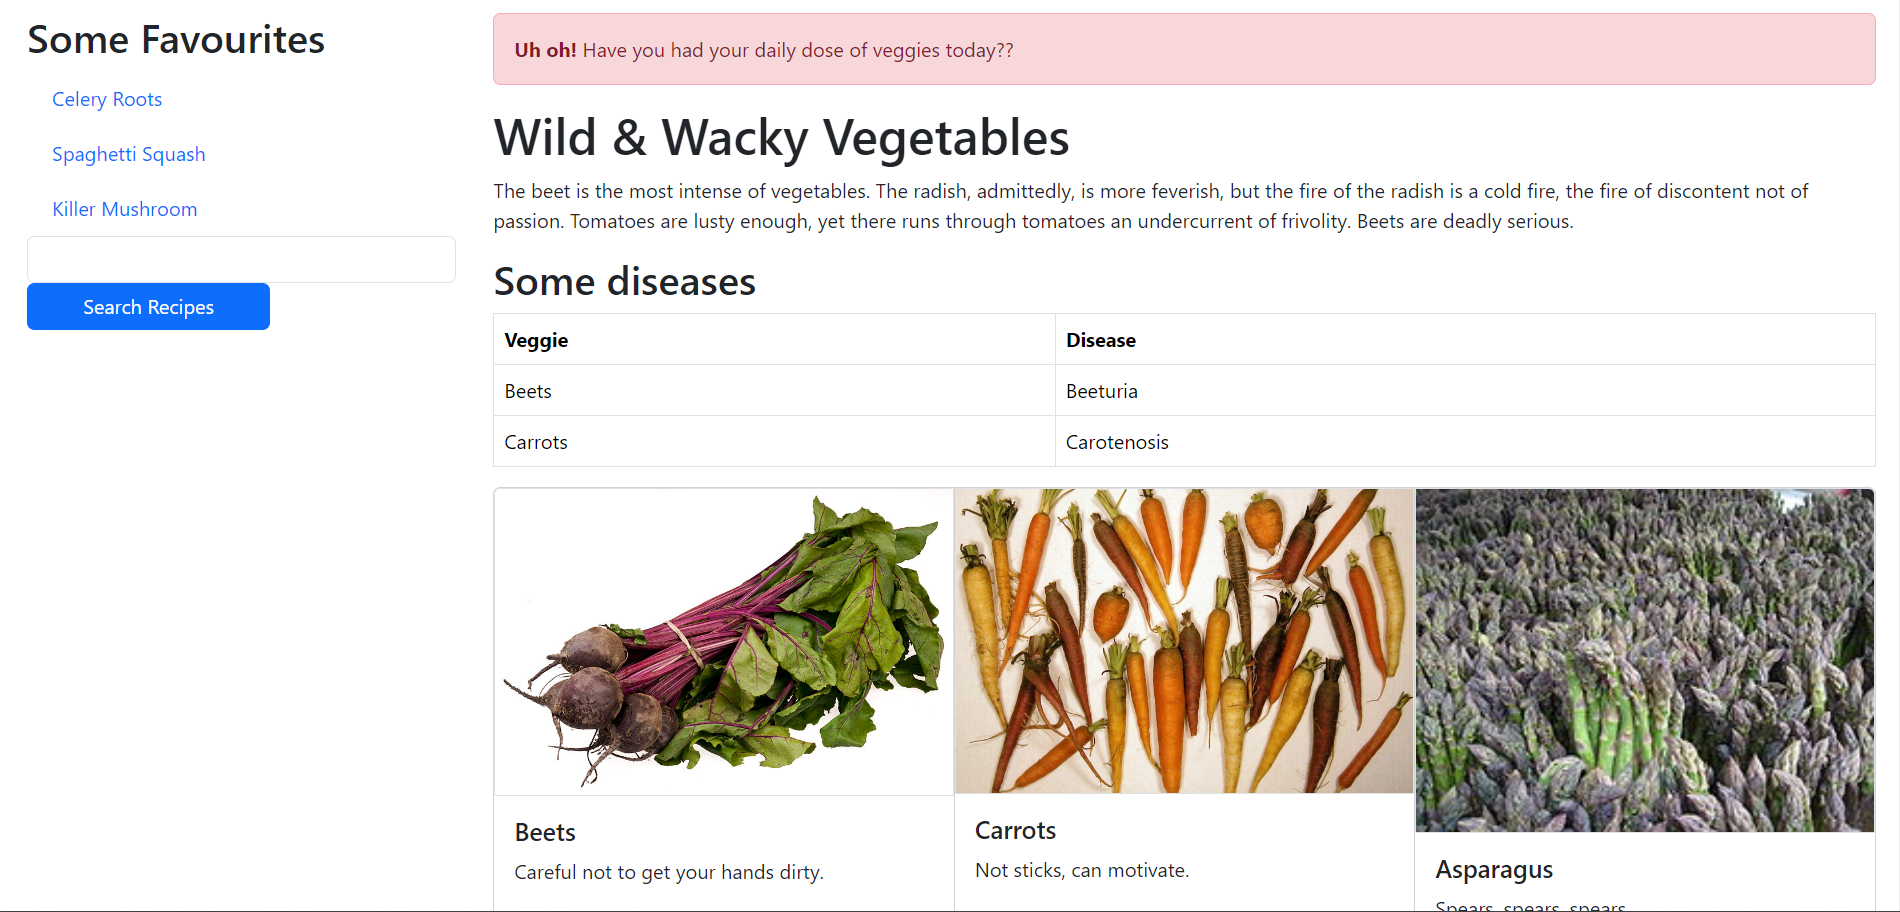 Some Favourites
Celery Roots
Spaghetti Squash
Killer Mushroom
Search Recipes
Uh oh! Have you had your daily dose of veggies today??
Wild & Wacky Vegetables
The beet is the most intense of vegetables. The radish, admittedly, is more feverish, but the fire of the radish is a cold fire, the fire of discontent not of
passion. Tomatoes are lusty enough, yet there runs through tomatoes an undercurrent of frivolity. Beets are deadly serious.
Some diseases
Veggie Disease
Beets Beeturia
Carrots Carotenosis
Beets
Careful not to get your hands dirty.
Carrots
Not sticks, can motivate.
Asparagus
Spears, spears, spears